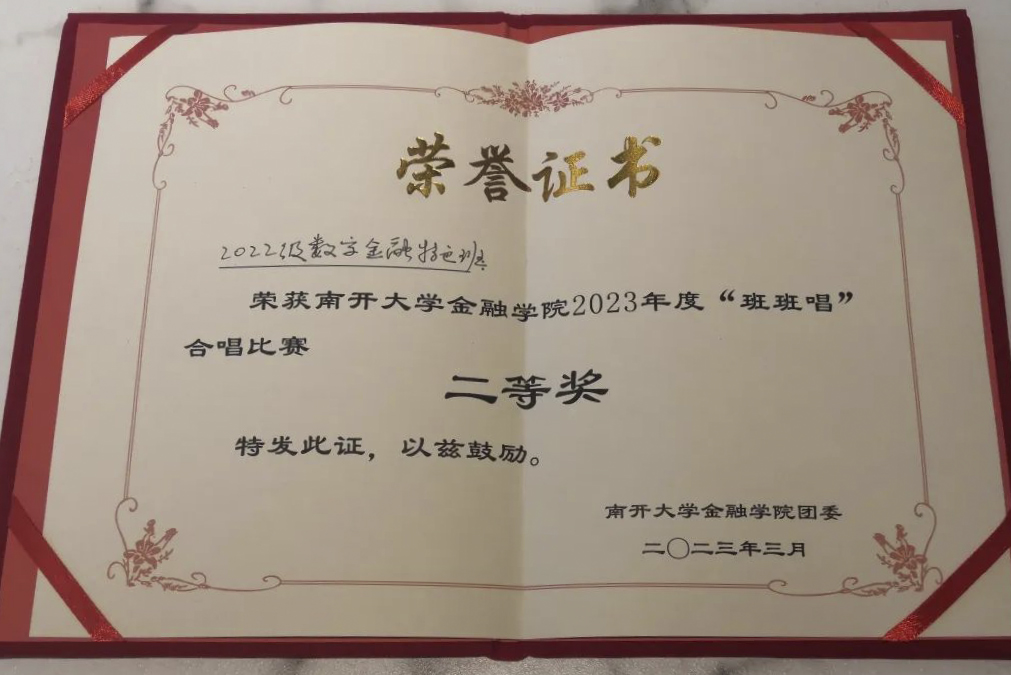 荣誉证书
2022级数字金融特色班
荣获南开大学金融学院2023年度“班班唱”
合唱比赛
二等奖
特发此证，以兹鼓励。
南开大学金融学院团委
二〇二三年三月